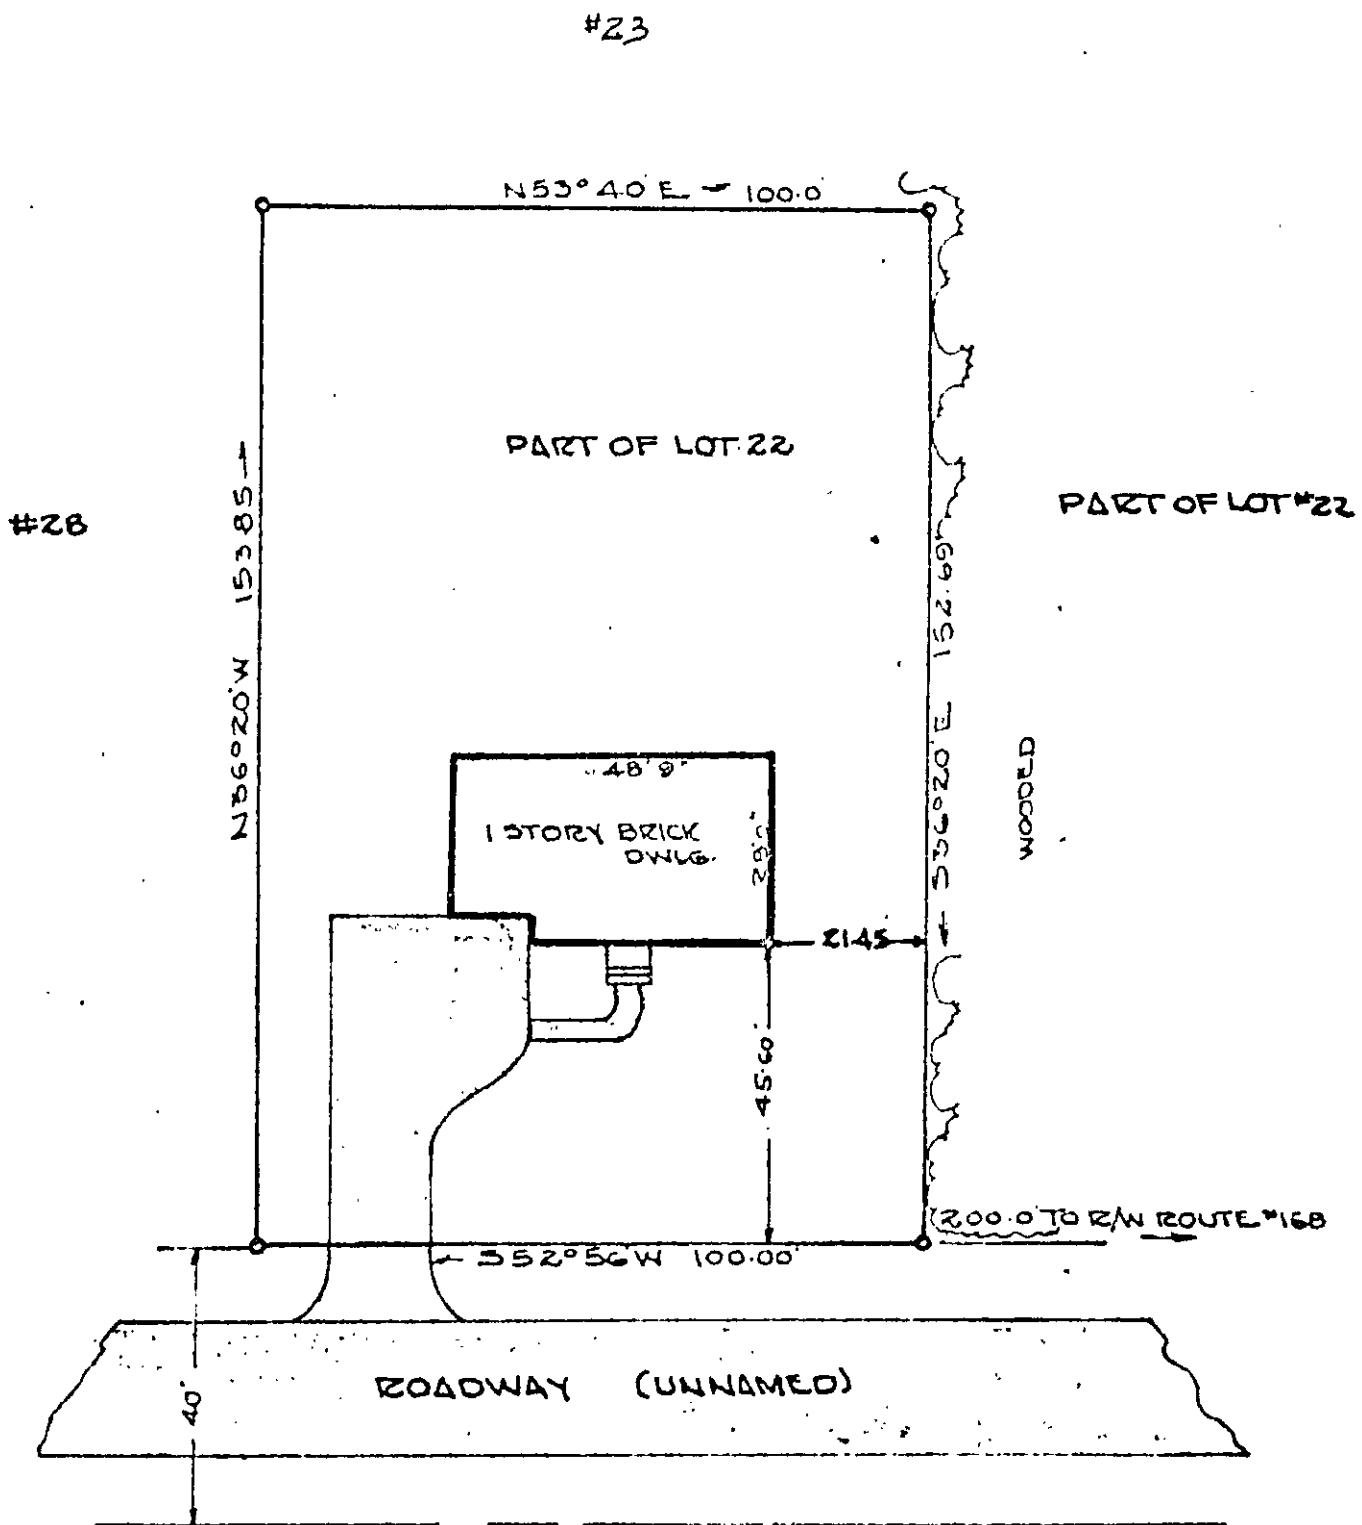 #23
N53°40'E - 100.0'
PART OF LOT 22
#28
PART OF LOT #22
N36°20'W 153.85
S36°20'E 152.69
WOODED
48' 9"
1 STORY BRICK
DWLG.
21.45
45.60'
200.0' TO R/W ROUTE #168
S52°56'W 100.00'
ROADWAY (UNNAMED)
40'